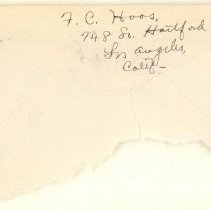 F. C. Hoos,
748 So. Hartford
Los Angeles,
Calif-